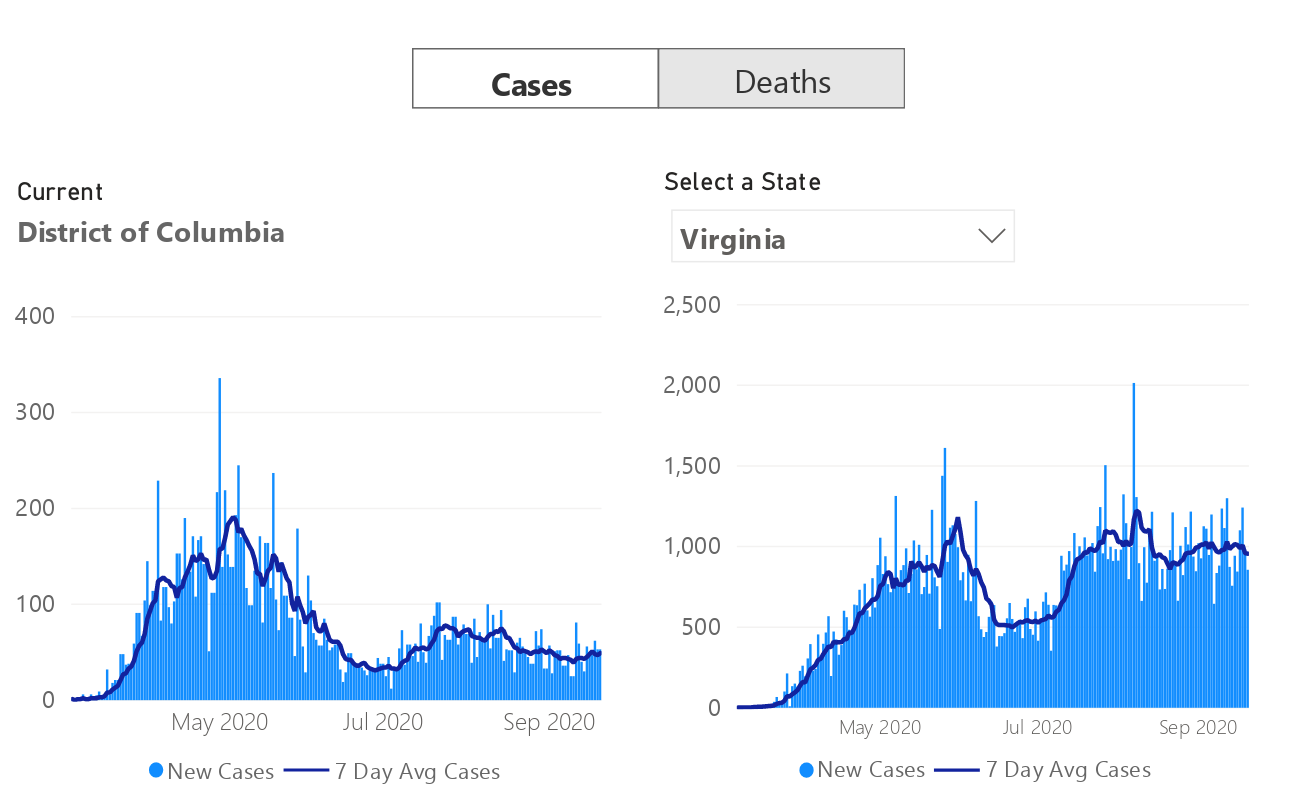 Cases
Deaths
Current
District of Columbia
Select a State
Virginia
400
300
200
100
0
May 2020 Jul 2020 Sep 2020
New Cases 7 Day Avg Cases
2,500
2,000
1,500
1,000
500
0
May 2020 Jul 2020 Sep 2020
New Cases 7 Day Avg Cases